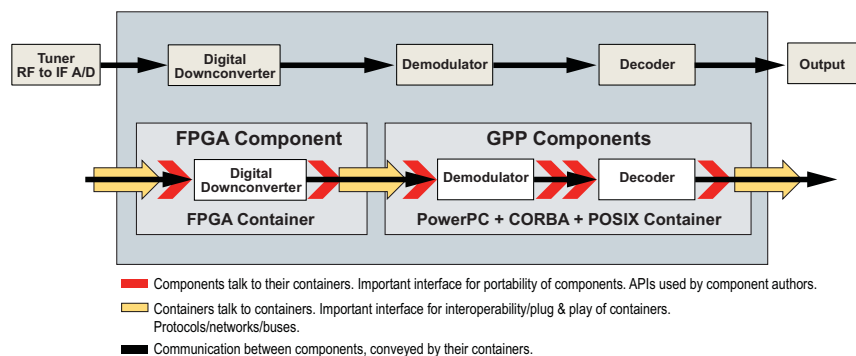 Tuner
RF to IF A/D
Digital
Downconverter
Demodulator
Decoder
Output
FPGA Component
GPP Components
Digital
Downconverter
Demodulator
Decoder
FPGA Container
PowerPC + CORBA + POSIX Container
Components talk to their containers. Important interface for portability of components. APIs used by component authors.
Containers talk to containers. Important interface for interoperability/plug & play of containers.
Protocols/networks/buses.
Communication between components, conveyed by their containers.